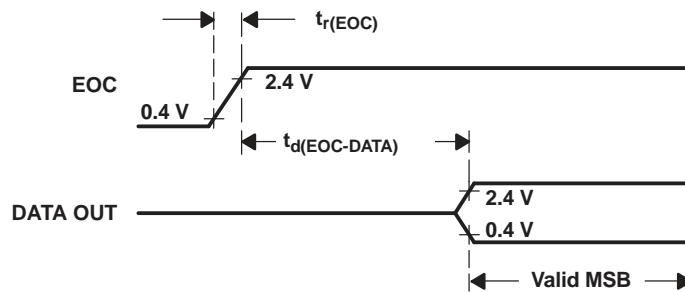 tr(EOC)
EOC
2.4 V
0.4 V
td(EOC-DATA)
DATA OUT
2.4 V
0.4 V
Valid MSB